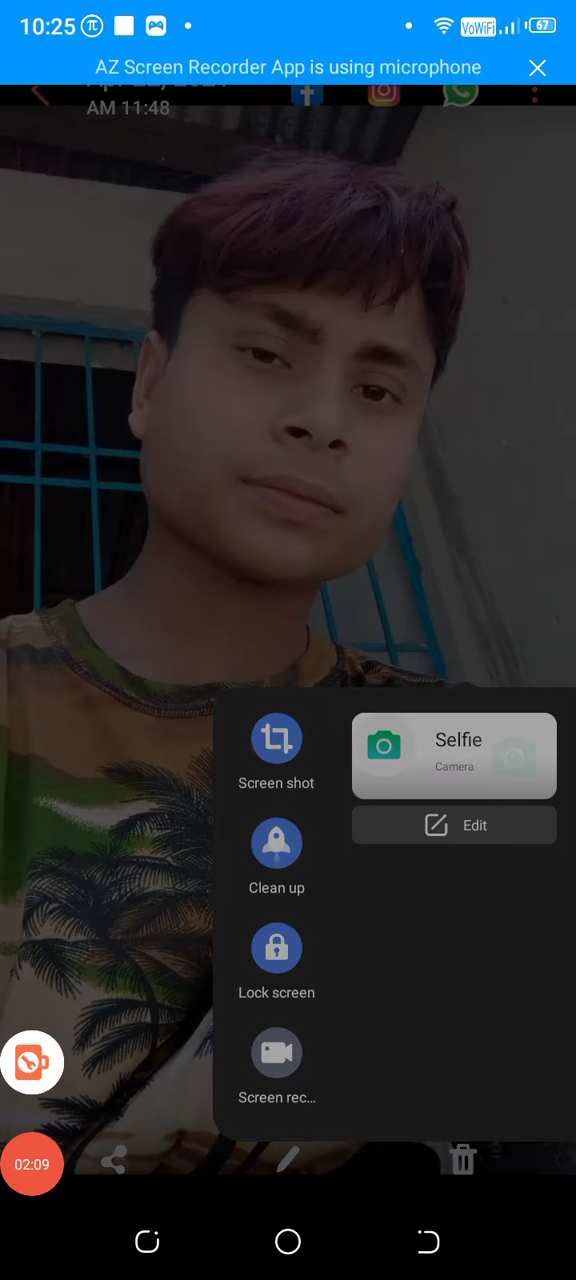 10:25
VoWiFi
67
AZ Screen Recorder App is using microphone
AM 11:48
Screen shot
Selfie
Camera
Edit
Clean up
Lock screen
Screen rec...
02:09